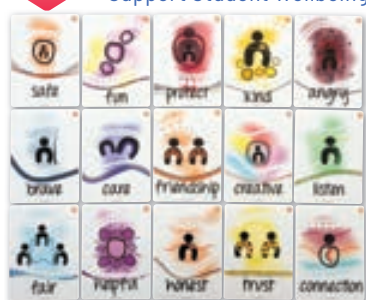 Support Student Wellbeing
safe fun protect kind angry
brave care friendship creative listen
fair helpful honest trust connection